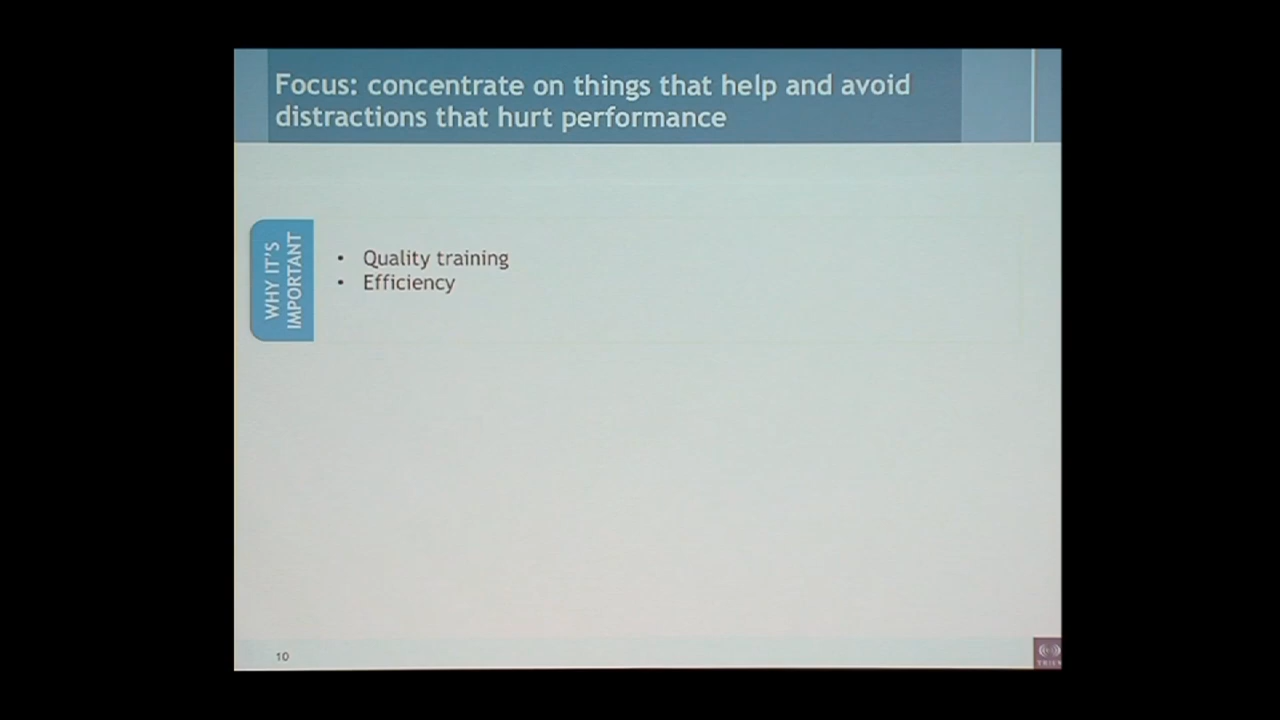 Focus: concentrate on things that help and avoid
distractions that hurt performance
WHY IT'S
IMPORTANT
• Quality training
• Efficiency
10